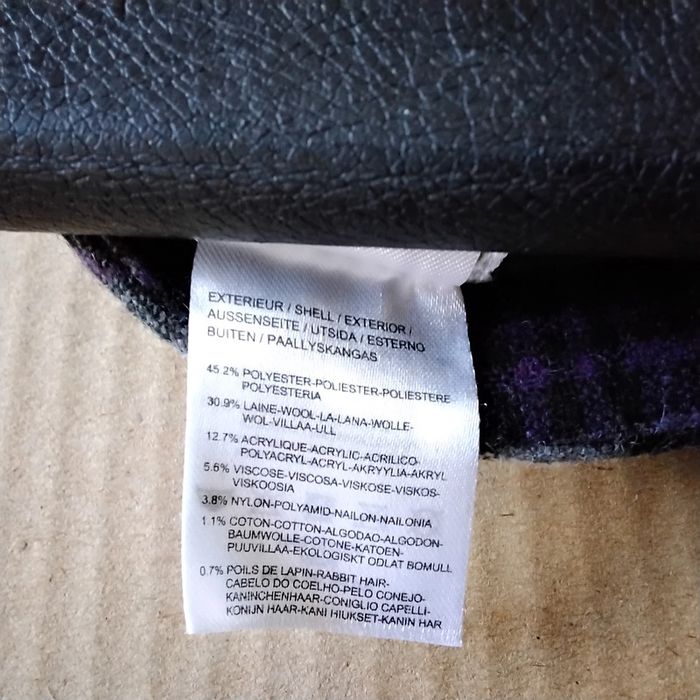 EXTERIEUR / SHELL / EXTERIOR /
AUSSENSEITE / UTSIDA / ESTERNO
BUITEN / PAALLYSKANGAS
45.2% POLYESTER-POLIESTER-POLIESTERE
POLYESTERIA
30.9% LAINE-WOOL-LA-LANA-WOLLE-
WOL-VILLAA-ULL
12.7% ACRYLIQUE-ACRYLIC-ACRILICO-
POLYACRYL-ACRYL-AKRYYLIA-AKRYL
5.6% VISCOSE-VISCOSA-VISKOSE-VISKOS-
VISKOOSIA
3.8% NYLON-POLYAMID-NAILON-NAILONIA
1.1% COTON-COTTON-ALGODAO-ALGODON-
BAUMWOLLE-COTONE-KATOEN-
PUUVILLAA-EKOLOGISKT ODLAT BOMULL
0.7% POILS DE LAPIN-RABBIT HAIR-
CABELO DO COELHO-PELO CONEJO-
KANINCHENHAAR-CONIGLIO CAPELLI-
KONIJN HAAR-KANI HIUKSET-KANIN HAR